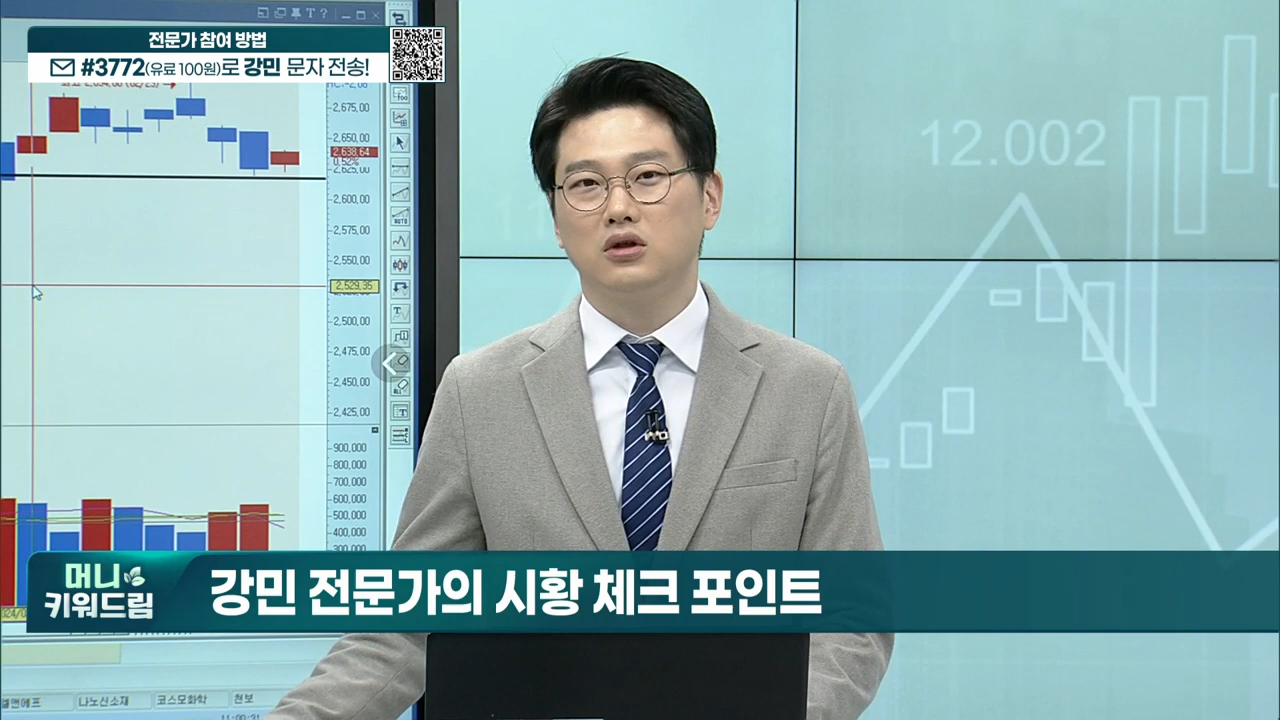 전문가 참여 방법
#3772(유료 100원)로 강민 문자 전송!
2,675,00
2,650,00
2,638,64
0,52%
2,625,00
2,600,00
2,575,00
2,550,00
2,529,35
2,500,00
2,475,00
2,450,00
2,425,00
900,000
800,000
700,000
600,000
500,000
400,000
300,000
12.002
머니
키워드림
강민 전문가의 시황 체크 포인트
나노신소재
코스모화학
천보